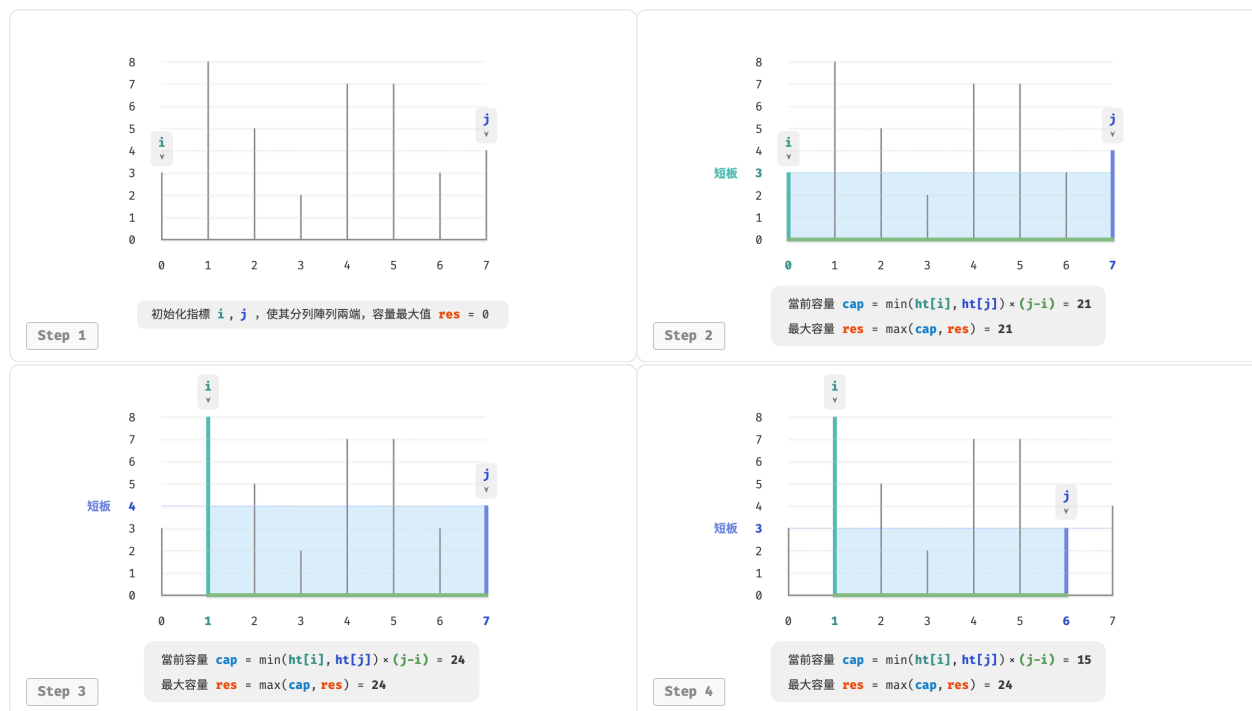 8
7
6
5
4
3
2
1
0
i
j
0 1 2 3 4 5 6 7
初始化指標 i , j ，使其分列陣列兩端，容量最大值 res = 0
Step 1
8
7
6
5
4
短板 3
2
1
0
i
j
0 1 2 3 4 5 6 7
當前容量 cap = min(ht[i], ht[j]) × (j-i) = 21
最大容量 res = max(cap, res) = 21
Step 2
i
8
7
6
5
短板 4
3
2
1
0
j
0 1 2 3 4 5 6 7
當前容量 cap = min(ht[i], ht[j]) × (j-i) = 24
最大容量 res = max(cap, res) = 24
Step 3
i
8
7
6
5
4
短板 3
2
1
0
j
0 1 2 3 4 5 6 7
當前容量 cap = min(ht[i], ht[j]) × (j-i) = 15
最大容量 res = max(cap, res) = 24
Step 4